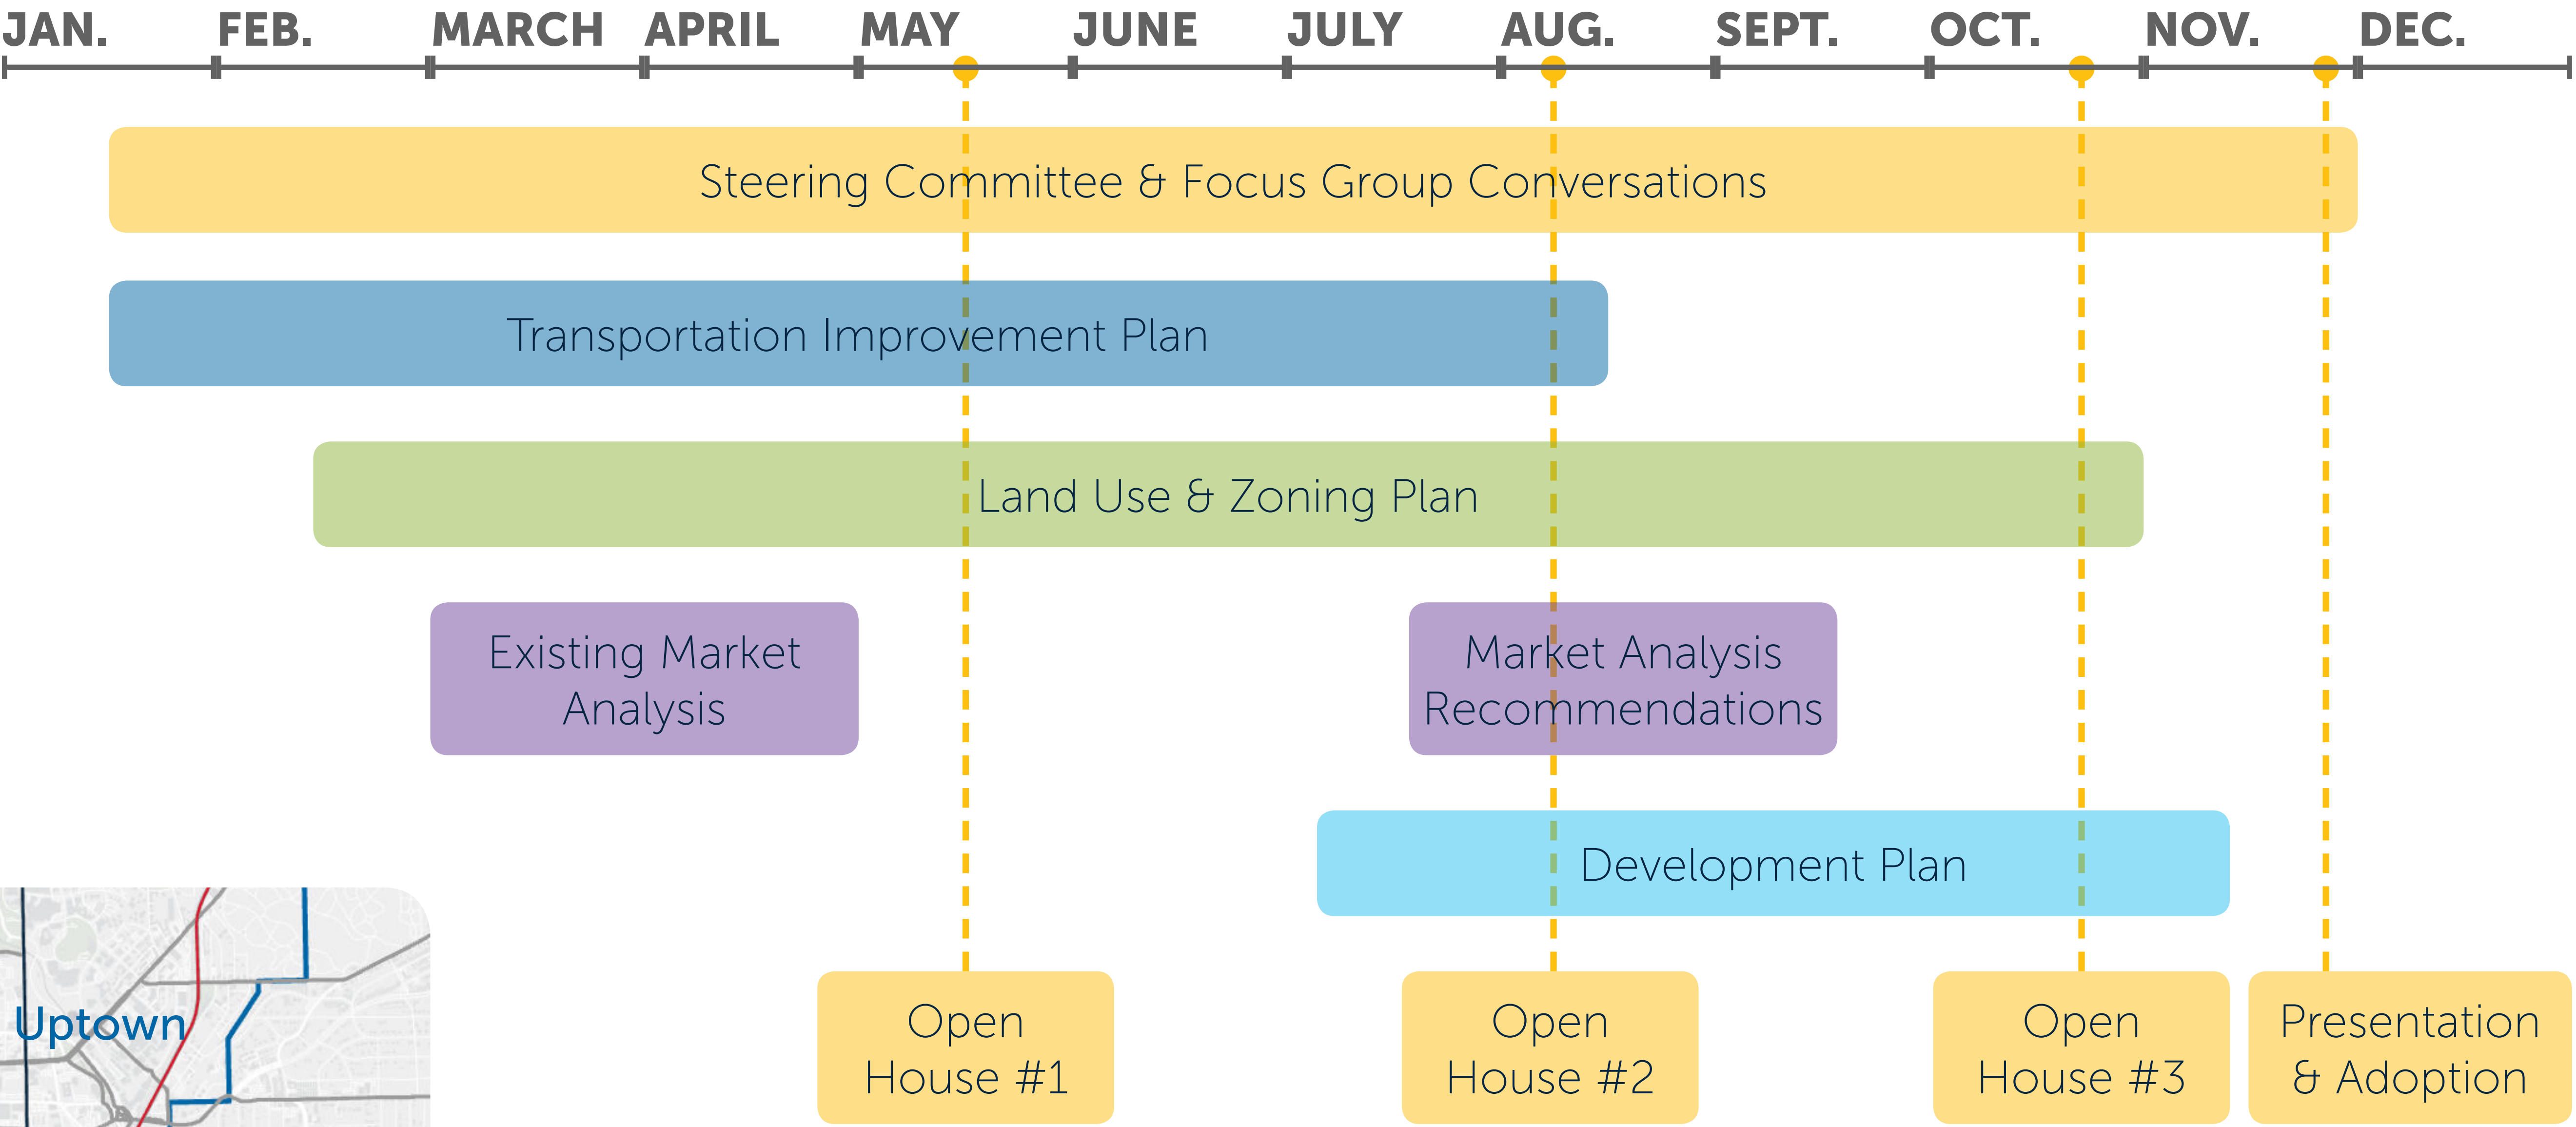 JAN. FEB. MARCH APRIL MAY JUNE JULY AUG. SEPT. OCT. NOV. DEC.
Steering Committee & Focus Group Conversations
Transportation Improvement Plan
Land Use & Zoning Plan
Existing Market
Analysis
Market Analysis
Recommendations
Development Plan
Uptown
Open
House #1
Open
House #2
Open
House #3
Presentation
& Adoption